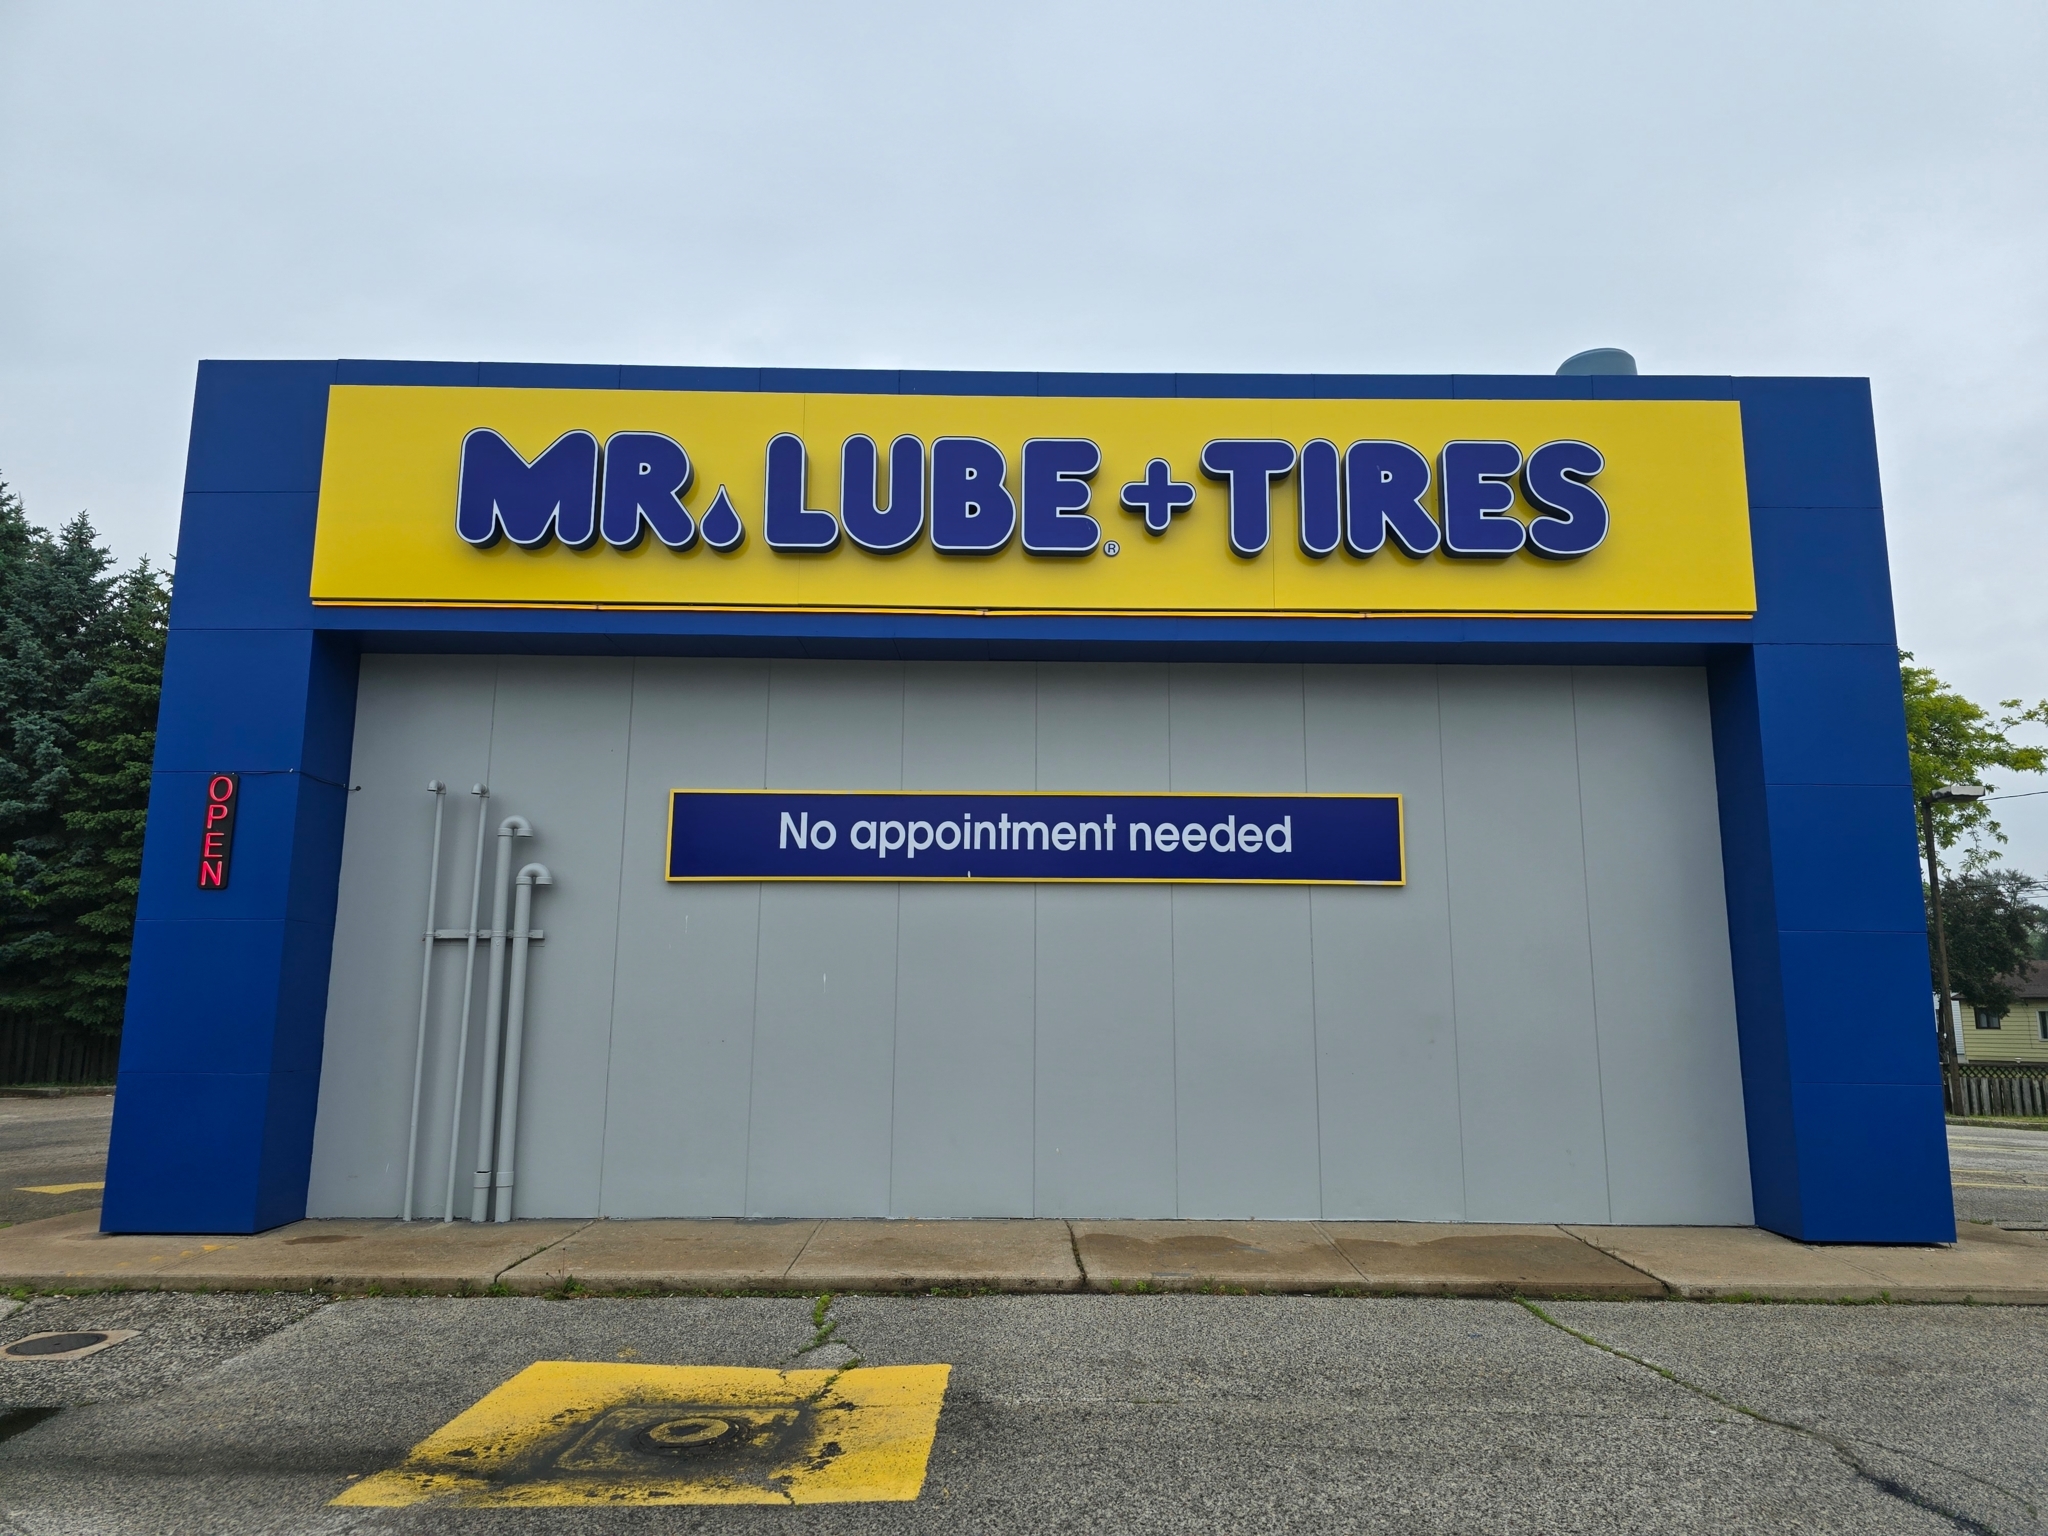 MR. LUBE® + TIRES
OPEN
No appointment needed